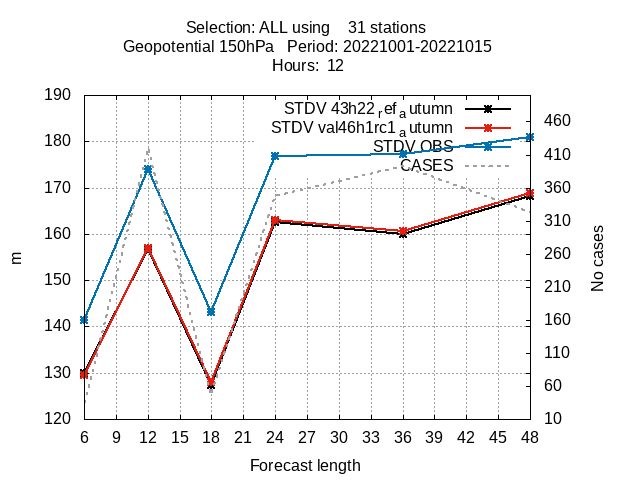 Selection: ALL using    31 stations
Geopotential 150hPa   Period: 20221001-20221015
Hours:  12
190
180
170
160
150
140
130
120
m
STDV 43h22ref_autumn
STDV val46h1rc1_autumn
STDV OBS
CASES
460
410
360
310
260
210
160
110
60
10
No cases
6 9 12 15 18 21 24 27 30 33 36 39 42 45 48
Forecast length